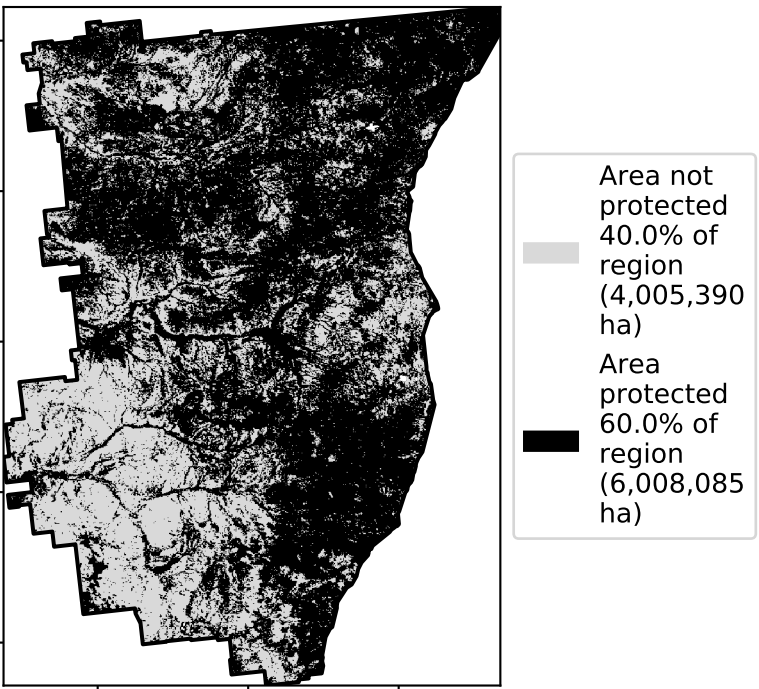 Area not
protected
40.0% of
region
(4,005,390
ha)
Area
protected
60.0% of
region
(6,008,085
ha)